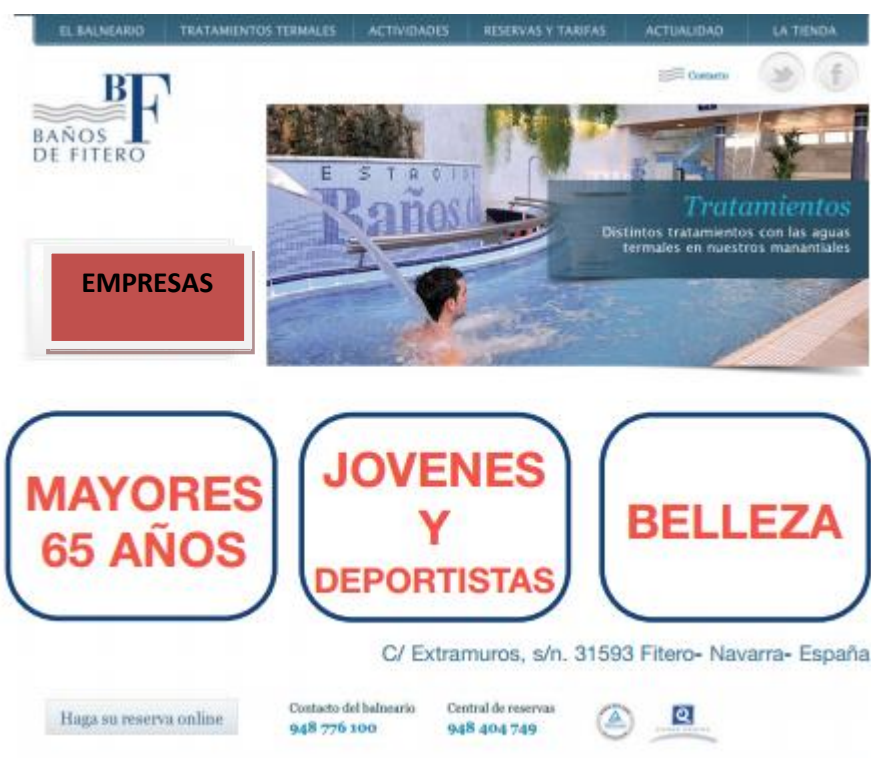 EL BALNEARIO TRATAMIENTOS TERMALES ACTIVIDADES RESERVAS Y TARIFAS ACTUALIDAD LA TIENDA
Contacto
BF
BAÑOS
DE FITERO
ESTACI
Baños d
Tratamientos
Distintos tratamientos con las aguas
termales en nuestros manantiales
EMPRESAS
MAYORES
65 AÑOS
JOVENES
Y
DEPORTISTAS
BELLEZA
C/ Extramuros, s/n. 31593 Fitero- Navarra- España
Haga su reserva online
Contacto del balneario
948 776 100
Central de reservas
948 404 749
Q